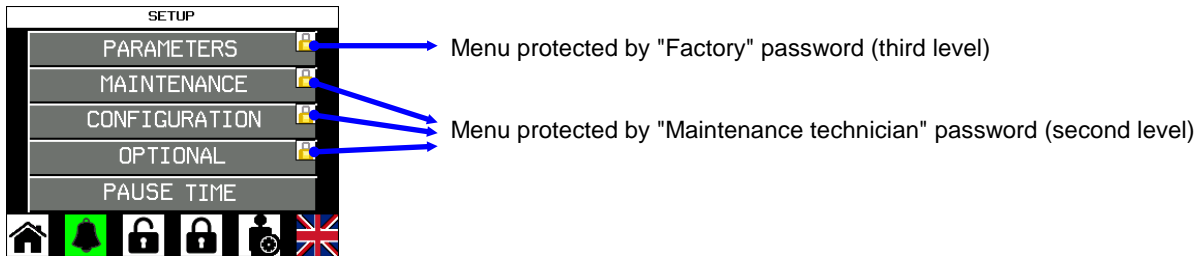 SETUP
PARAMETERS
MAINTENANCE
CONFIGURATION
OPTIONAL
PAUSE TIME
Menu protected by "Factory" password (third level)
Menu protected by "Maintenance technician" password (second level)